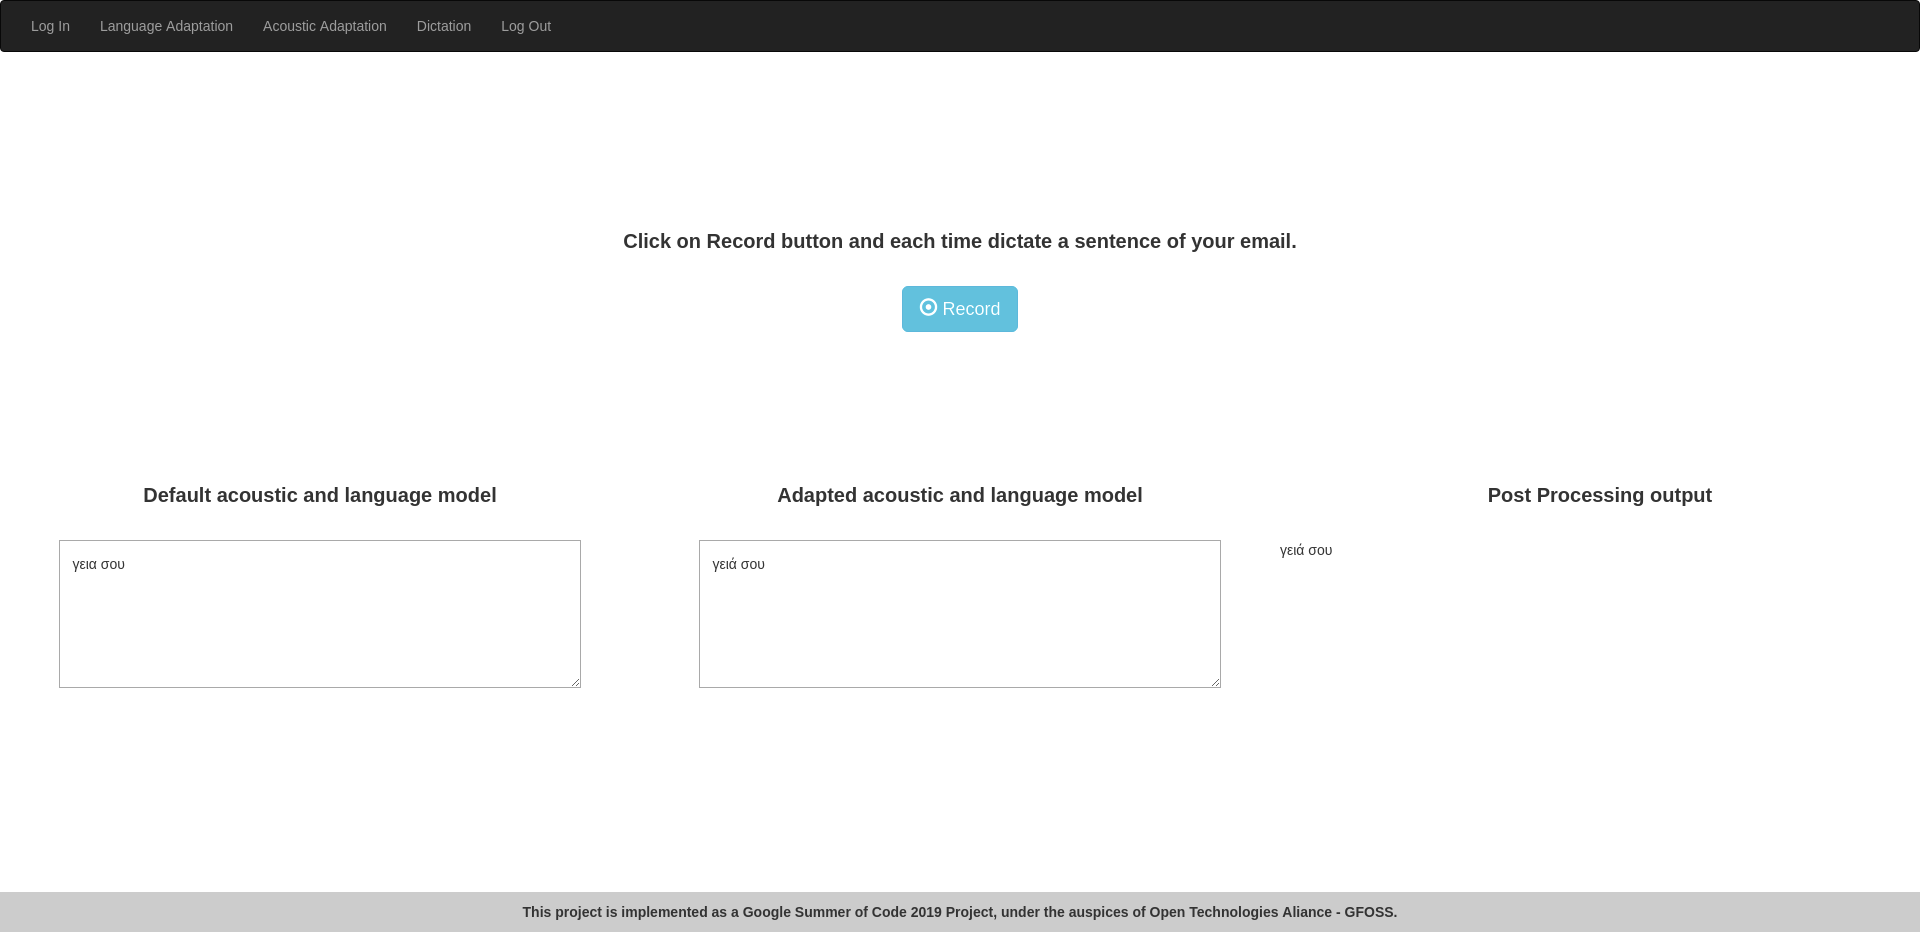 Log In Language Adaptation Acoustic Adaptation Dictation Log Out
Click on Record button and each time dictate a sentence of your email.
Record
Default acoustic and language model
γεια σου
Adapted acoustic and language model
γειά σου
Post Processing output
γειά σου
This project is implemented as a Google Summer of Code 2019 Project, under the auspices of Open Technologies Aliance - GFOSS.